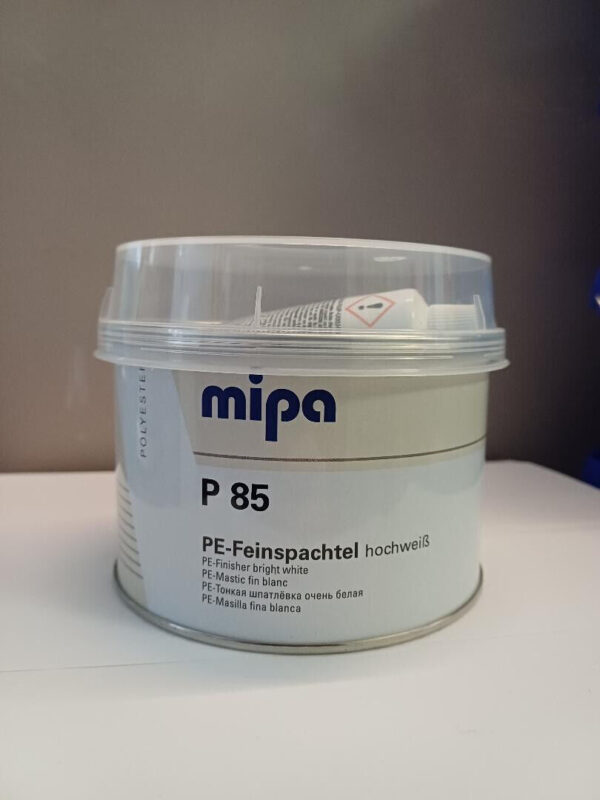 mipa
POLYESTER
P 85
PE-Feinspachtel hochweiß
PE-Finisher bright white
PE-Mastic fin blanc
PE-Тонкая шпатлёвка очень белая
PE-Masilla fina blanca